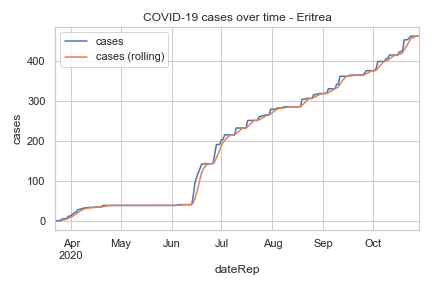 COVID-19 cases over time - Eritrea
cases
cases (rolling)
400
300
200
100
0
cases
Apr May Jun Jul Aug Sep Oct
2020
dateRep